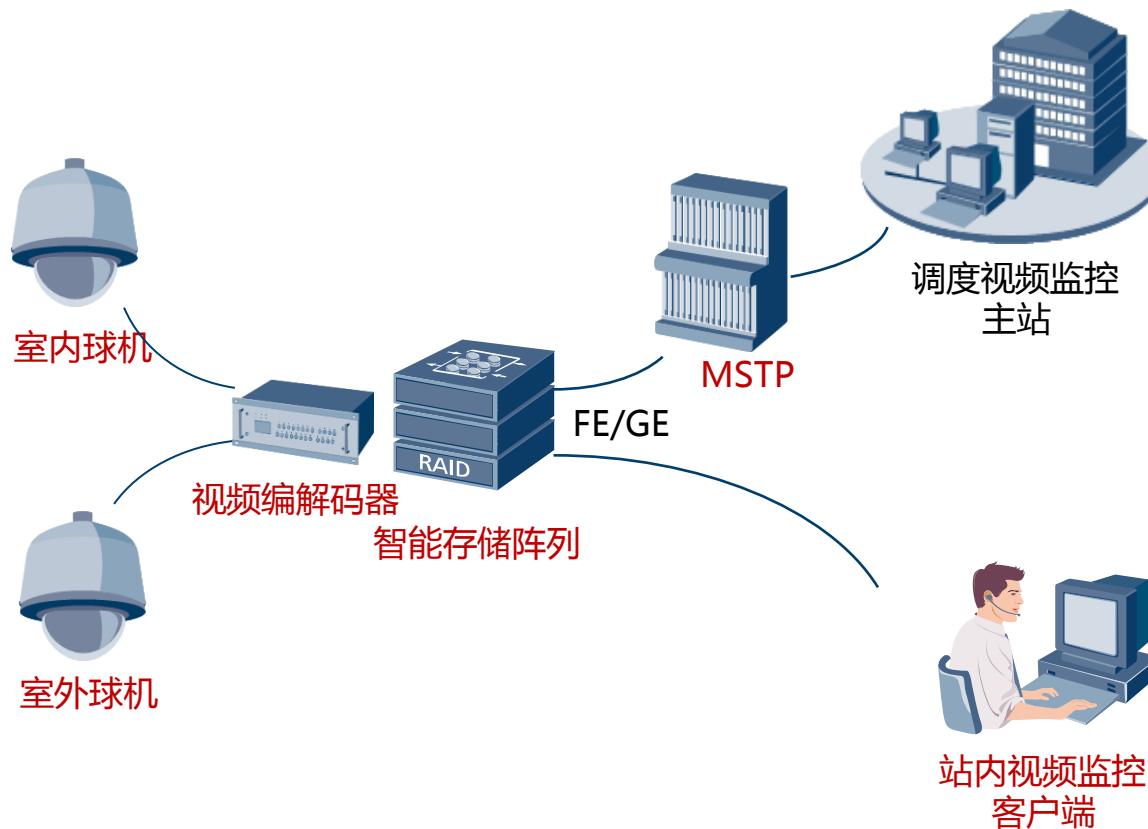 调度视频监控
主站
室内球机
MSTP
FE/GE
RAID
视频编解码器
智能存储阵列
室外球机
站内视频监控
客户端